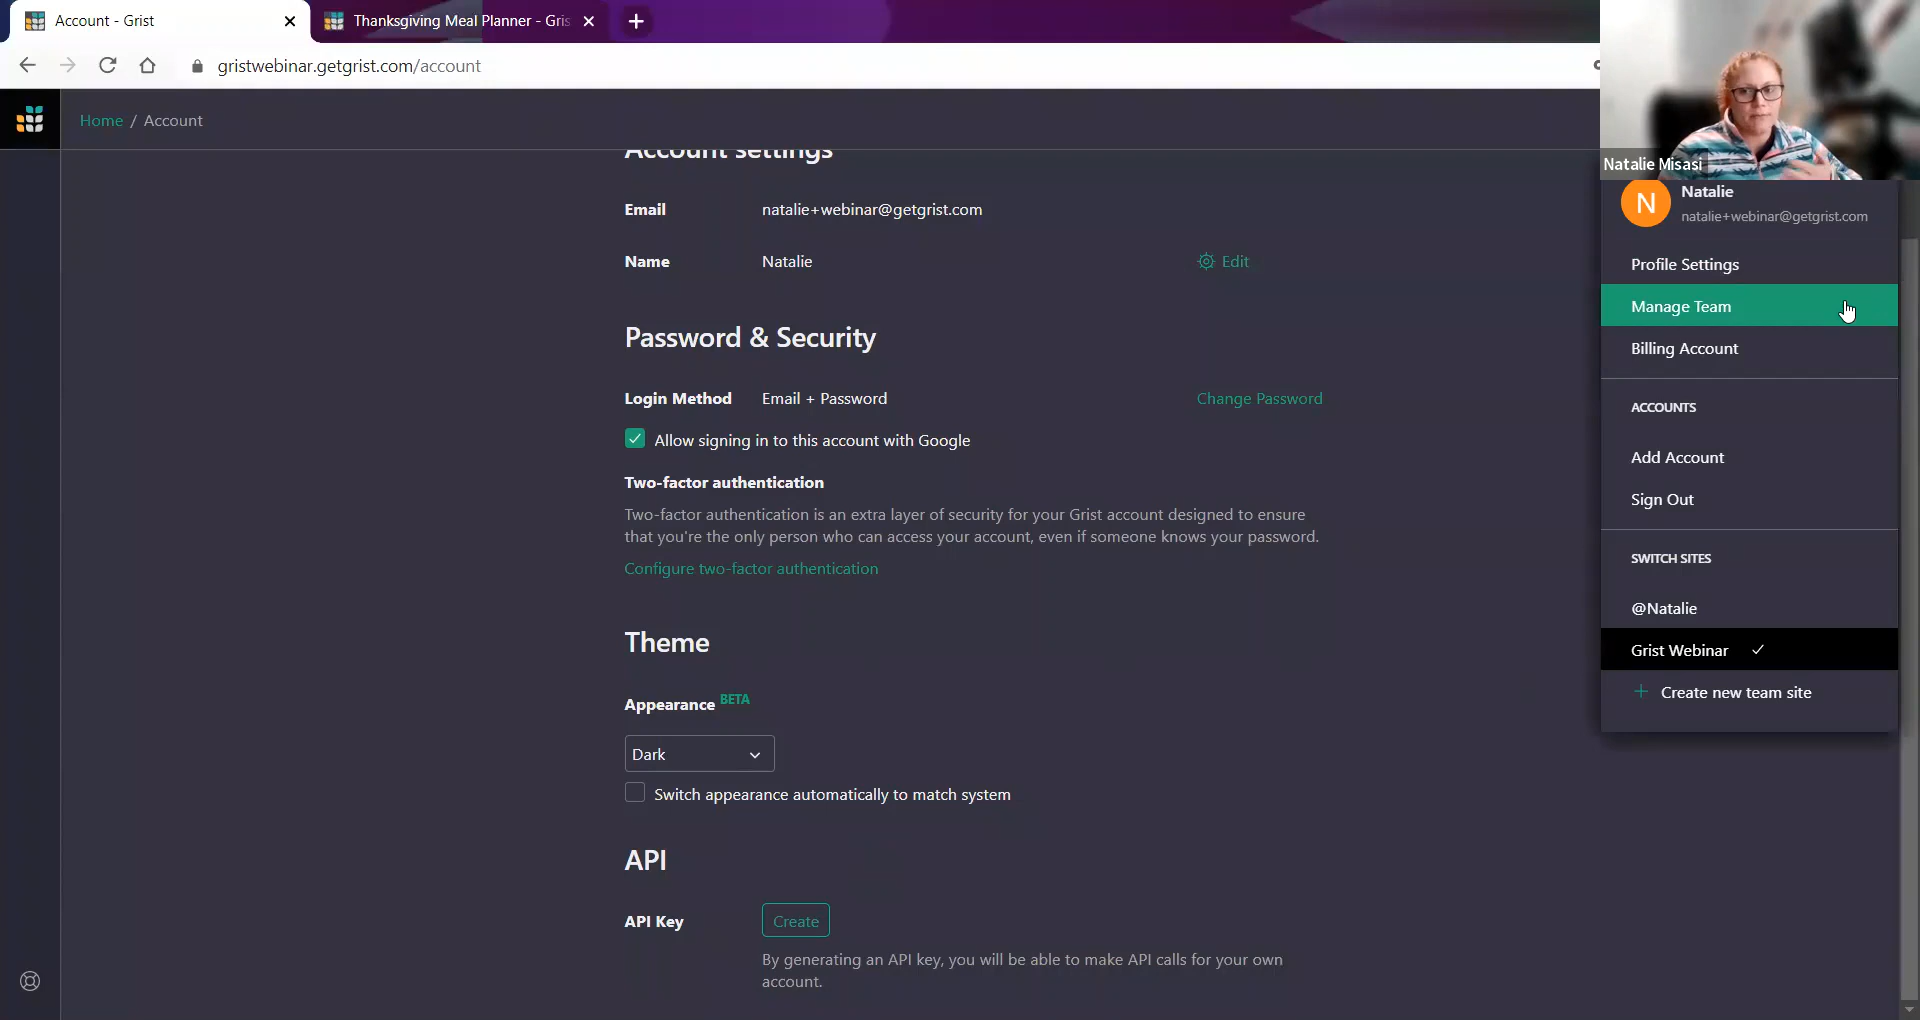 Account - Grist
Thanksgiving Meal Planner - Gris
gristwebinar.getgrist.com/account
Home / Account
Natalie Misasi
Account settings
Email natalie+webinar@getgrist.com
Name Natalie Edit
Password & Security
Login Method Email + Password Change Password
Allow signing in to this account with Google
Two-factor authentication
Two-factor authentication is an extra layer of security for your Grist account designed to ensure
that you're the only person who can access your account, even if someone knows your password.
Configure two-factor authentication
Theme
Appearance BETA
Dark
Switch appearance automatically to match system
API
API Key Create
By generating an API key, you will be able to make API calls for your own
account.
N
Natalie
natalie+webinar@getgrist.com
Profile Settings
Manage Team
Billing Account
ACCOUNTS
Add Account
Sign Out
SWITCH SITES
@Natalie
Grist Webinar
Create new team site